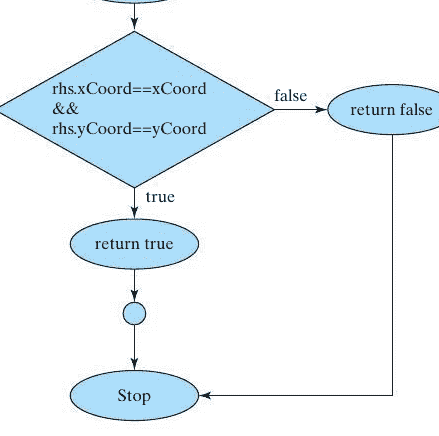 rhs.xCoord==xCoord
&&
rhs.yCoord==yCoord
false
return false
true
return true
Stop